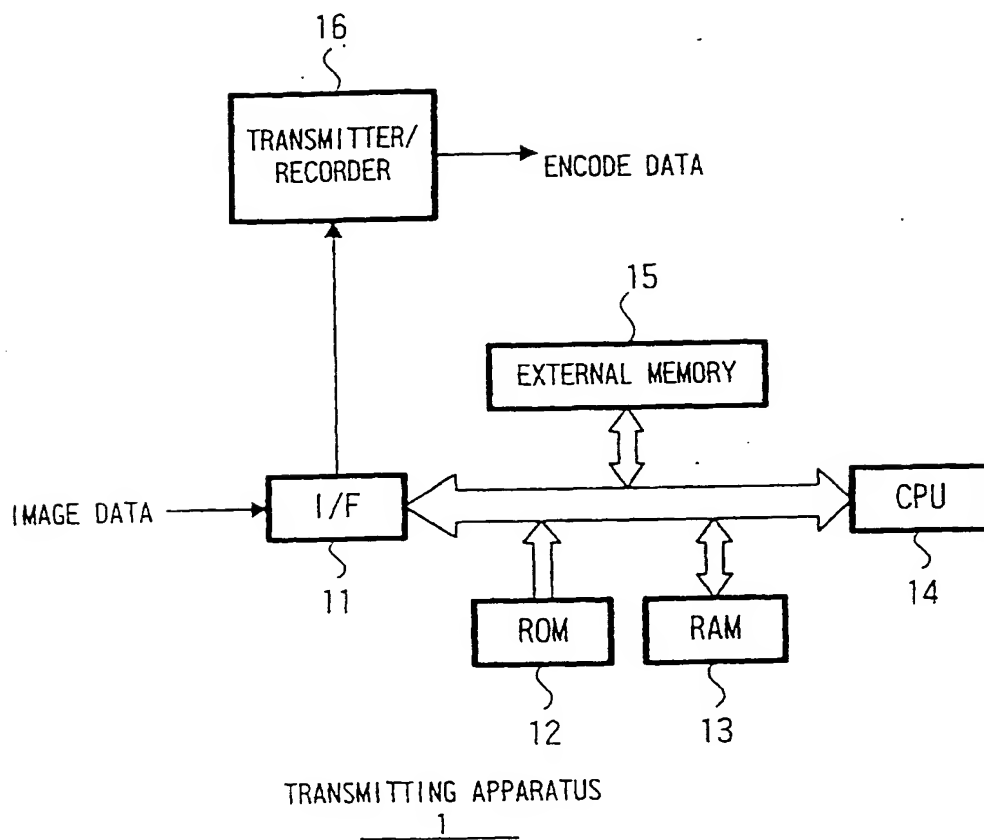 16
TRANSMITTER/
RECORDER
ENCODE DATA
15
EXTERNAL MEMORY
IMAGE DATA
I/F
CPU
11
14
ROM
RAM
12
13
TRANSMITTING APPARATUS
1